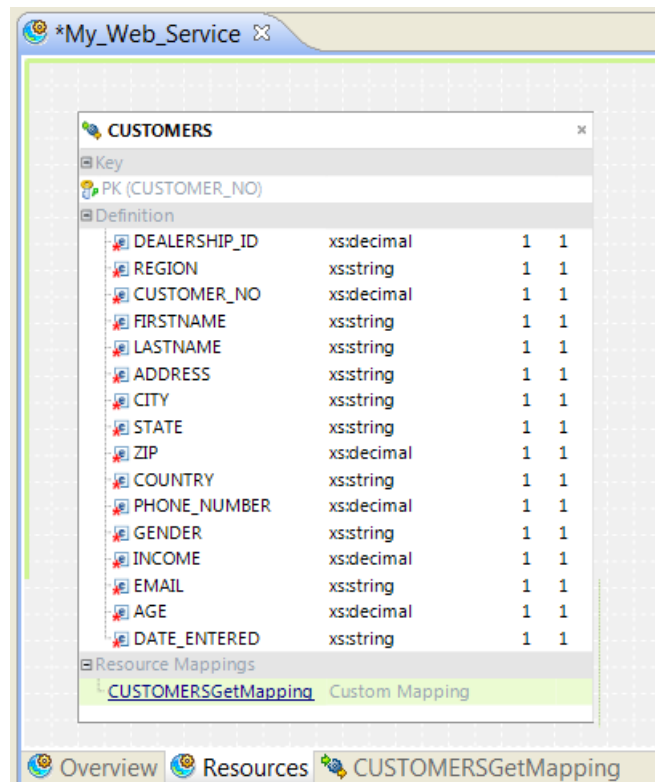 *My_Web_Service
CUSTOMERS
Key
PK (CUSTOMER_NO)
Definition
DEALERSHIP_ID xs:decimal 1 1
REGION xs:string 1 1
CUSTOMER_NO xs:decimal 1 1
FIRSTNAME xs:string 1 1
LASTNAME xs:string 1 1
ADDRESS xs:string 1 1
CITY xs:string 1 1
STATE xs:string 1 1
ZIP xs:decimal 1 1
COUNTRY xs:string 1 1
PHONE_NUMBER xs:decimal 1 1
GENDER xs:string 1 1
INCOME xs:decimal 1 1
EMAIL xs:string 1 1
AGE xs:decimal 1 1
DATE_ENTERED xs:string 1 1
Resource Mappings
CUSTOMERSGetMapping Custom Mapping
Overview Resources CUSTOMERSGetMapping